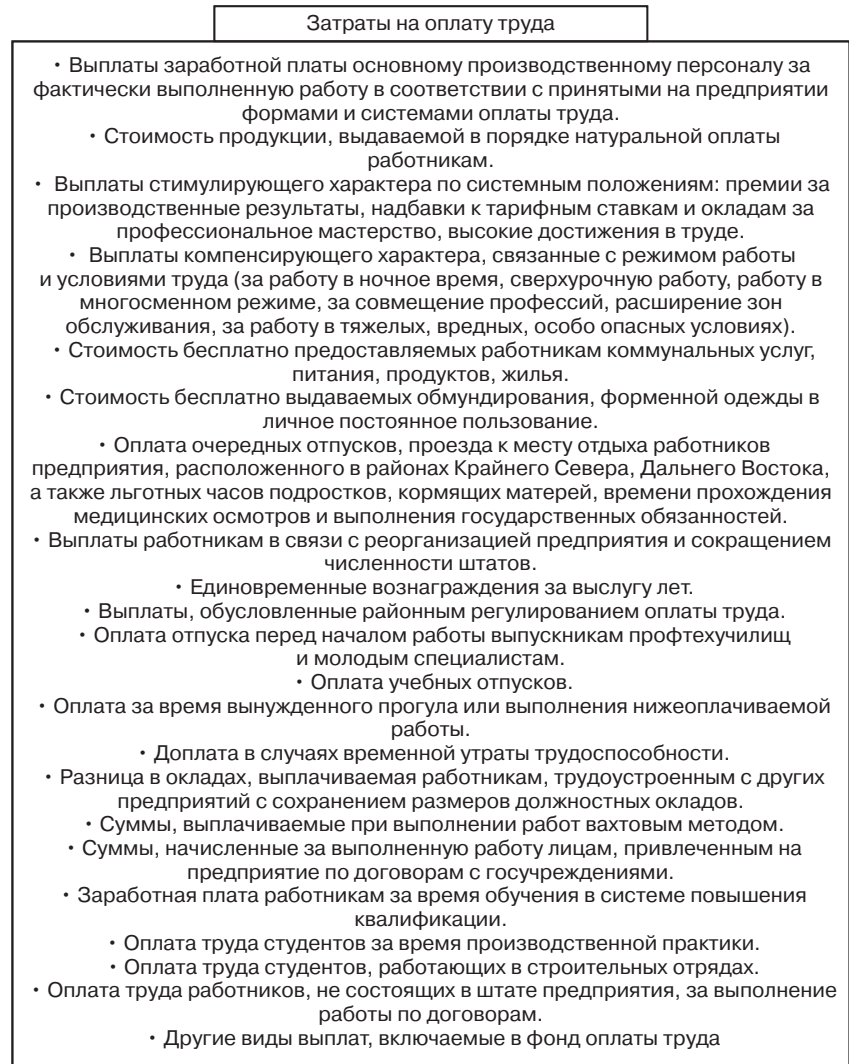 Затраты на оплату труда
• Выплаты заработной платы основному производственному персоналу за
фактически выполненную работу в соответствии с принятыми на предприятии
формами и системами оплаты труда.
• Стоимость продукции, выдаваемой в порядке натуральной оплаты
работникам.
• Выплаты стимулирующего характера по системным положениям: премии за
производственные результаты, надбавки к тарифным ставкам и окладам за
профессиональное мастерство, высокие достижения в труде.
• Выплаты компенсирующего характера, связанные с режимом работы
и условиями труда (за работу в ночное время, сверхурочную работу, работу в
многосменном режиме, за совмещение профессий, расширение зон
обслуживания, за работу в тяжелых, вредных, особо опасных условиях).
• Стоимость бесплатно предоставляемых работникам коммунальных услуг,
питания, продуктов, жилья.
• Стоимость бесплатно выдаваемых обмундирования, форменной одежды в
личное постоянное пользование.
• Оплата очередных отпусков, проезда к месту отдыха работников
предприятия, расположенного в районах Крайнего Севера, Дальнего Востока,
а также льготных часов подростков, кормящих матерей, времени прохождения
медицинских осмотров и выполнения государственных обязанностей.
• Выплаты работникам в связи с реорганизацией предприятия и сокращением
численности штатов.
• Единовременные вознаграждения за выслугу лет.
• Выплаты, обусловленные районным регулированием оплаты труда.
• Оплата отпуска перед началом работы выпускникам профтехучилищ
и молодым специалистам.
• Оплата учебных отпусков.
• Оплата за время вынужденного прогула или выполнения нижеоплачиваемой
работы.
• Доплата в случаях временной утраты трудоспособности.
• Разница в окладах, выплачиваемая работникам, трудоустроенным с других
предприятий с сохранением размеров должностных окладов.
• Суммы, выплачиваемые при выполнении работ вахтовым методом.
• Суммы, начисленные за выполненную работу лицам, привлеченным на
предприятие по договорам с госучреждениями.
• Заработная плата работникам за время обучения в системе повышения
квалификации.
• Оплата труда студентов за время производственной практики.
• Оплата труда студентов, работающих в строительных отрядах.
• Оплата труда работников, не состоящих в штате предприятия, за выполнение
работы по договорам.
• Другие виды выплат, включаемые в фонд оплаты труда